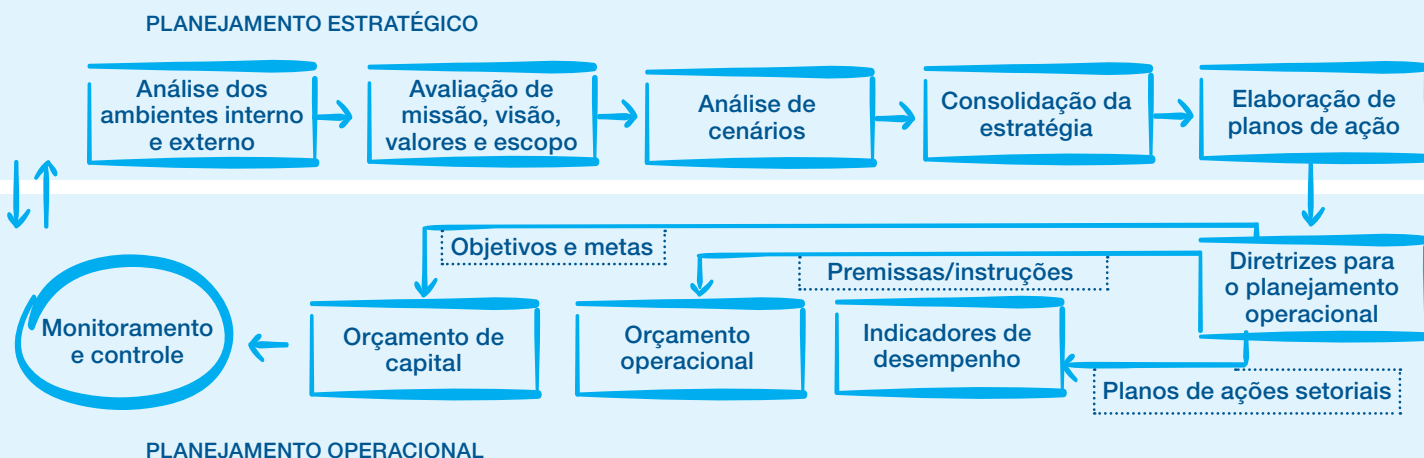 PLANEJAMENTO ESTRATÉGICO
Análise dos
ambientes interno
e externo
Avaliação de
missão, visão,
valores e escopo
Análise de
cenários
Consolidação da
estratégia
Elaboração de
planos de ação
Objetivos e metas
Premissas/instruções
Diretrizes para
o planejamento
operacional
Monitoramento
e controle
Orçamento de
capital
Orçamento
operacional
Indicadores de
desempenho
Planos de ações setoriais
PLANEJAMENTO OPERACIONAL